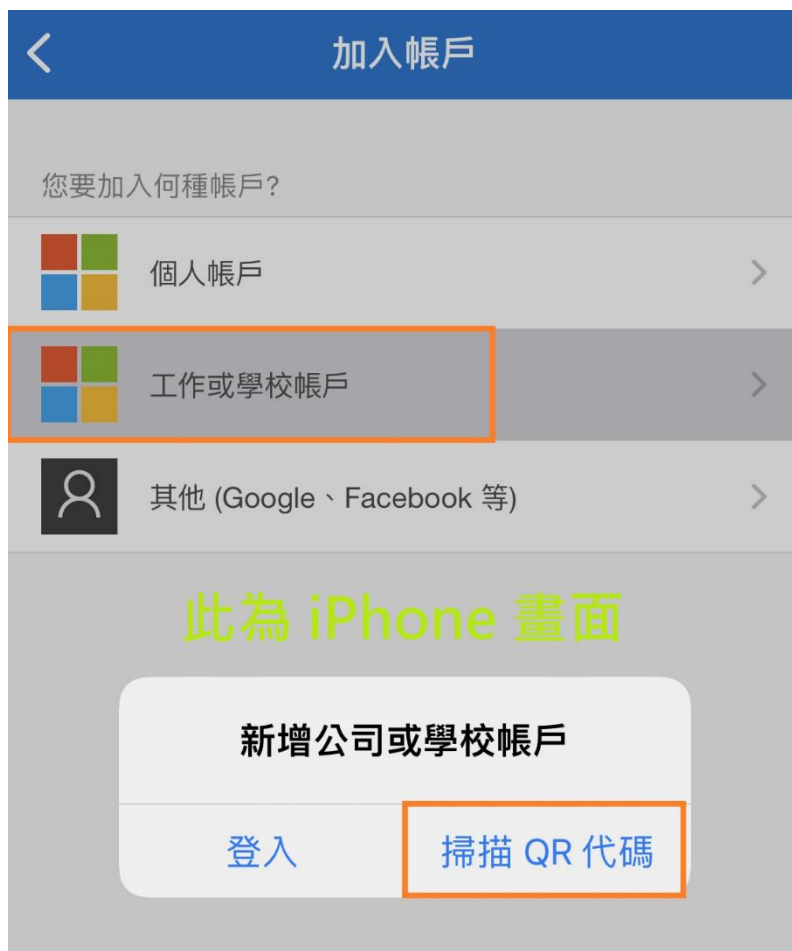 加入帳戶
您要加入何種帳戶?
個人帳戶
工作或學校帳戶
其他 (Google、Facebook 等)
此為 iPhone 畫面
新增公司或學校帳戶
登入
掃描 QR 代碼